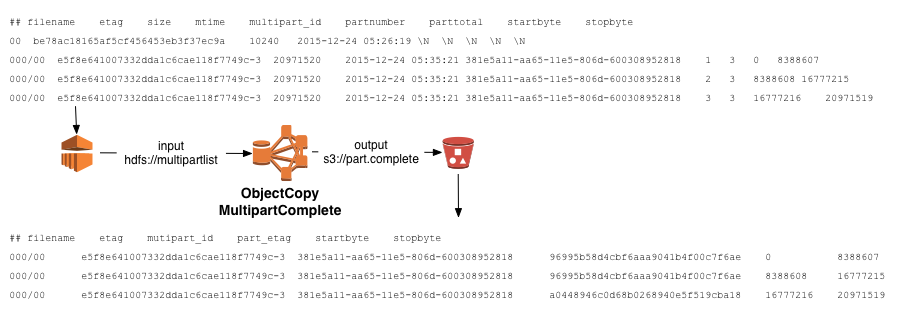 ## filename etag size mtime multipart_id partnumber parttotal startbyte stopbyte
00 be78ac18165af5cf456453eb3f37ec9a 10240 2015-12-24 05:26:19 \N \N \N \N \N
000/00 e5f8e641007332dda1c6cae118f7749c-3 20971520 2015-12-24 05:35:21 381e5a11-aa65-11e5-806d-600308952818 1 3 0 8388607
000/00 e5f8e641007332dda1c6cae118f7749c-3 20971520 2015-12-24 05:35:21 381e5a11-aa65-11e5-806d-600308952818 2 3 8388608 16777215
000/00 e5f8e641007332dda1c6cae118f7749c-3 20971520 2015-12-24 05:35:21 381e5a11-aa65-11e5-806d-600308952818 3 3 16777216 20971519
input
hdfs://multipartlist
output
s3://part.complete
ObjectCopy
MultipartComplete
## filename etag mutipart_id part_etag startbyte stopbyte
000/00 e5f8e641007332dda1c6cae118f7749c-3 381e5a11-aa65-11e5-806d-600308952818 96995b58d4cbf6aaa9041b4f00c7f6ae 0 8388607
000/00 e5f8e641007332dda1c6cae118f7749c-3 381e5a11-aa65-11e5-806d-600308952818 96995b58d4cbf6aaa9041b4f00c7f6ae 8388608 16777215
000/00 e5f8e641007332dda1c6cae118f7749c-3 381e5a11-aa65-11e5-806d-600308952818 a0448946c0d68b0268940e5f519cba18 16777216 20971519